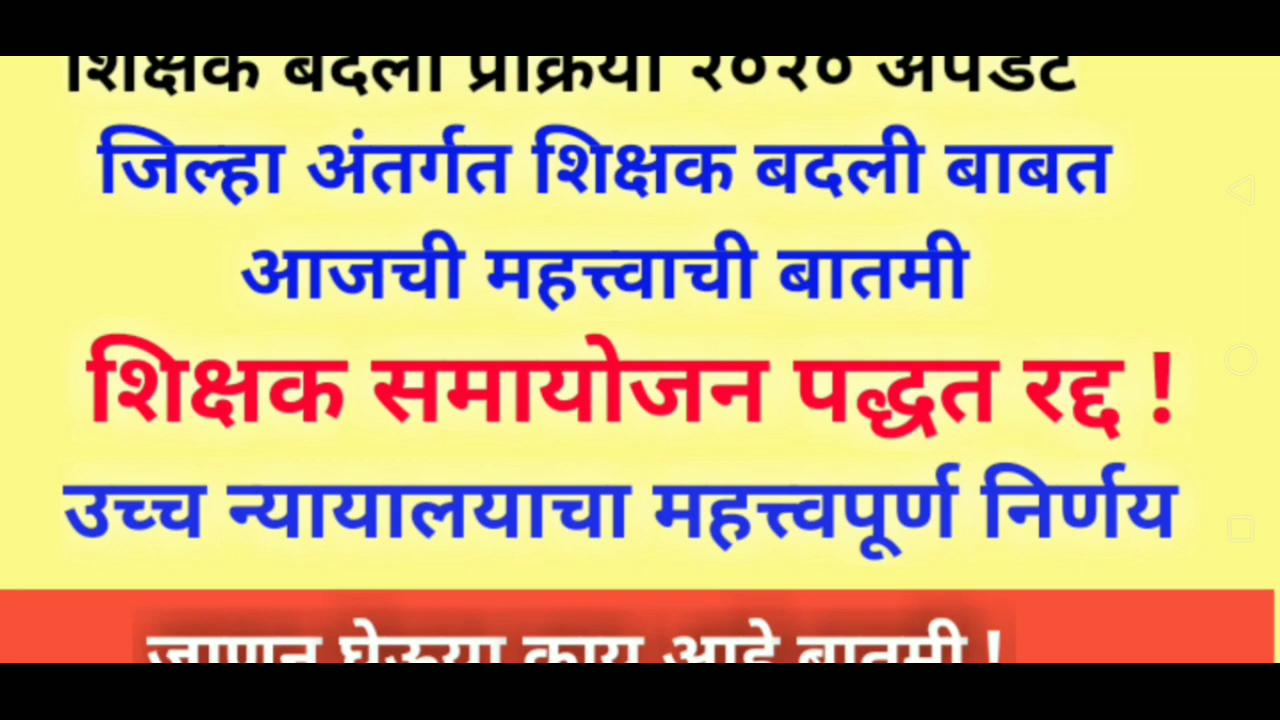 शिक्षक बदली प्रक्रिया २०२० अपडेट
जिल्हा अंतर्गत शिक्षक बदली बाबत
आजची महत्त्वाची बातमी
शिक्षक समायोजन पद्धत रद्द !
उच्च न्यायालयाचा महत्त्वपूर्ण निर्णय
जाणून घेऊया काय आहे बातमी !